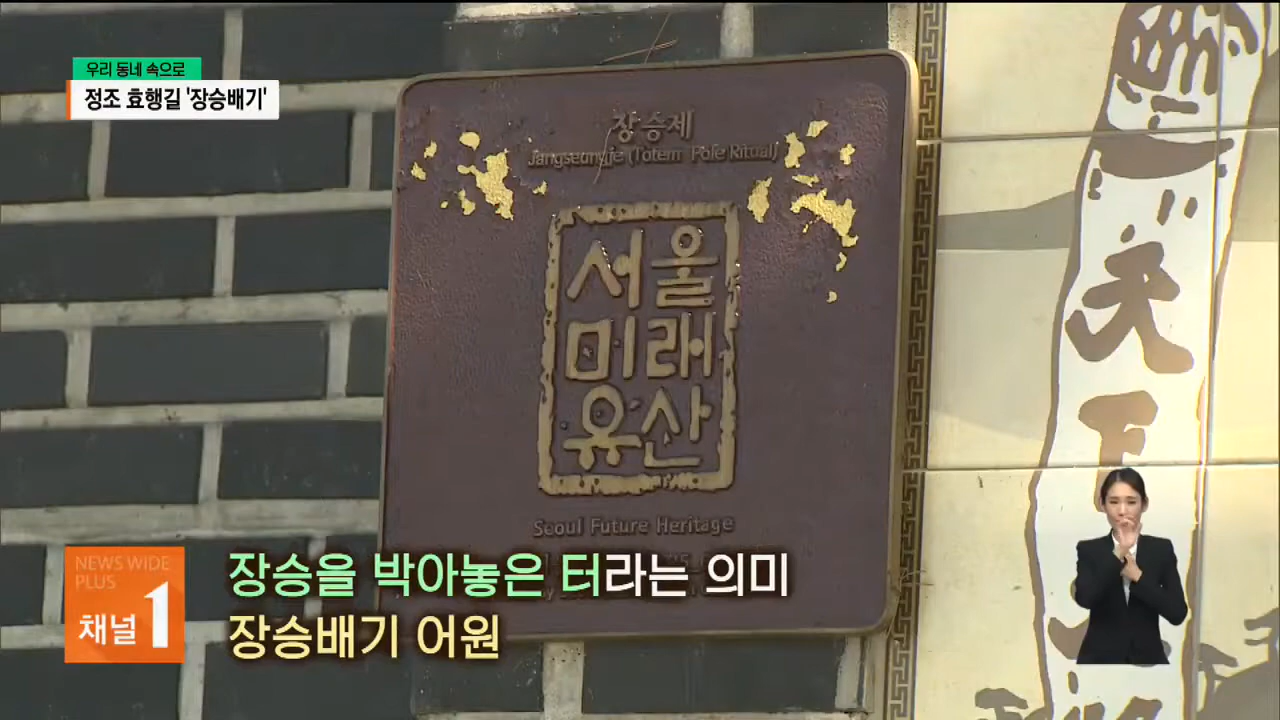 우리 동네 속으로
정조 효행길 '장승배기'
장승제
Jangseungje (Totem Pole Ritual)
서울
미래
유산
Seoul Future Heritage
天
下
NEWS WIDE
PLUS
채널 1
장승을 박아놓은 터라는 의미
장승배기 어원